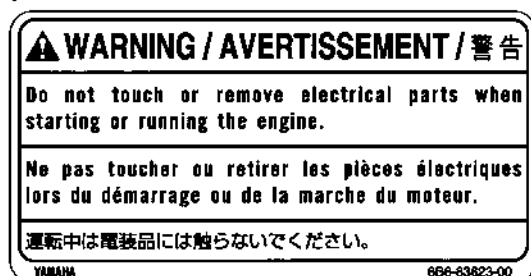 WARNING / AVERTISSEMENT / 警告
Do not touch or remove electrical parts when
starting or running the engine.
Ne pas toucher ou retirer les pièces électriques
lors du démarrage ou de la marche du moteur.
運転中は電装品には触らないでください。
YAMAHA 6B6-83623-00